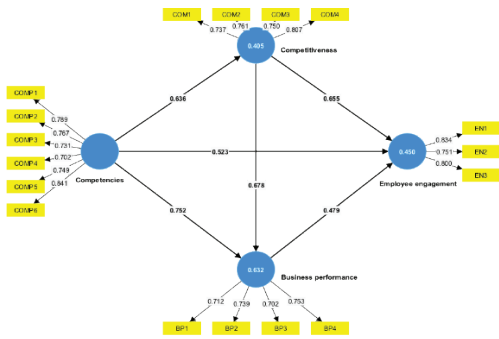 COM1 COM2 COM3 COM4
0.737 0.761 0.750 0.807
0.405
Competitiveness
0.636 0.655
COMP1
COMP2
COMP3
COMP4
COMP5
COMP6
0.769
0.767
0.731
0.702
0.749
0.641
Competencies
0.523
0.678
0.450
Employee engagement
0.834 EN1
0.751 EN2
0.800 EN3
0.752 0.479
0.632
Business performance
0.712 0.739 0.702 0.753
BP1 BP2 BP3 BP4